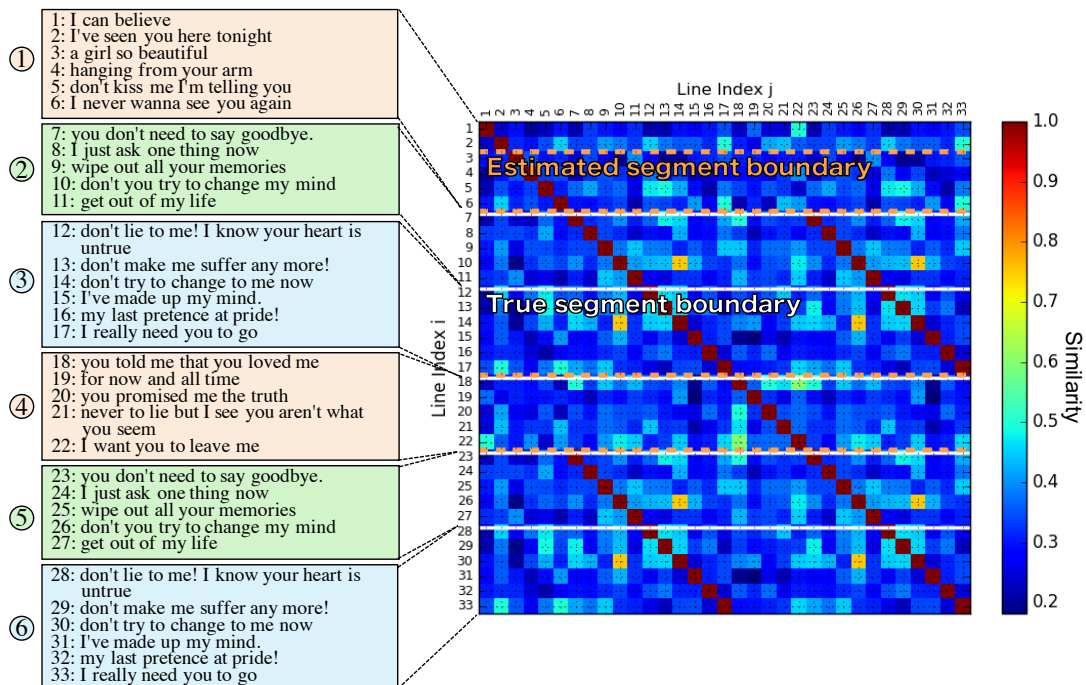 1
1: I can believe
2: I've seen you here tonight
3: a girl so beautiful
4: hanging from your arm
5: don't kiss me I'm telling you
6: I never wanna see you again
2
7: you don't need to say goodbye.
8: I just ask one thing now
9: wipe out all your memories
10: don't you try to change my mind
11: get out of my life
3
12: don't lie to me! I know your heart is
untrue
13: don't make me suffer any more!
14: don't try to change to me now
15: I've made up my mind.
16: my last pretence at pride!
17: I really need you to go
4
18: you told me that you loved me
19: for now and all time
20: you promised me the truth
21: never to lie but I see you aren't what
you seem
22: I want you to leave me
5
23: you don't need to say goodbye.
24: I just ask one thing now
25: wipe out all your memories
26: don't you try to change my mind
27: get out of my life
6
28: don't lie to me! I know your heart is
untrue
29: don't make me suffer any more!
30: don't try to change to me now
31: I've made up my mind.
32: my last pretence at pride!
33: I really need you to go
Line Index j
1 2 3 4 5 6 7 8 9 10 11 12 13 14 15 16 17 18 19 20 21 22 23 24 25 26 27 28 29 30 31 32 33
Line Index i
1
2
3
4
5
6
7
8
9
10
11
12
13
14
15
16
17
18
19
20
21
22
23
24
25
26
27
28
29
30
31
32
33
Estimated segment boundary
True segment boundary
1.0
0.9
0.8
0.7
0.6
0.5
0.4
0.3
0.2
Similarity